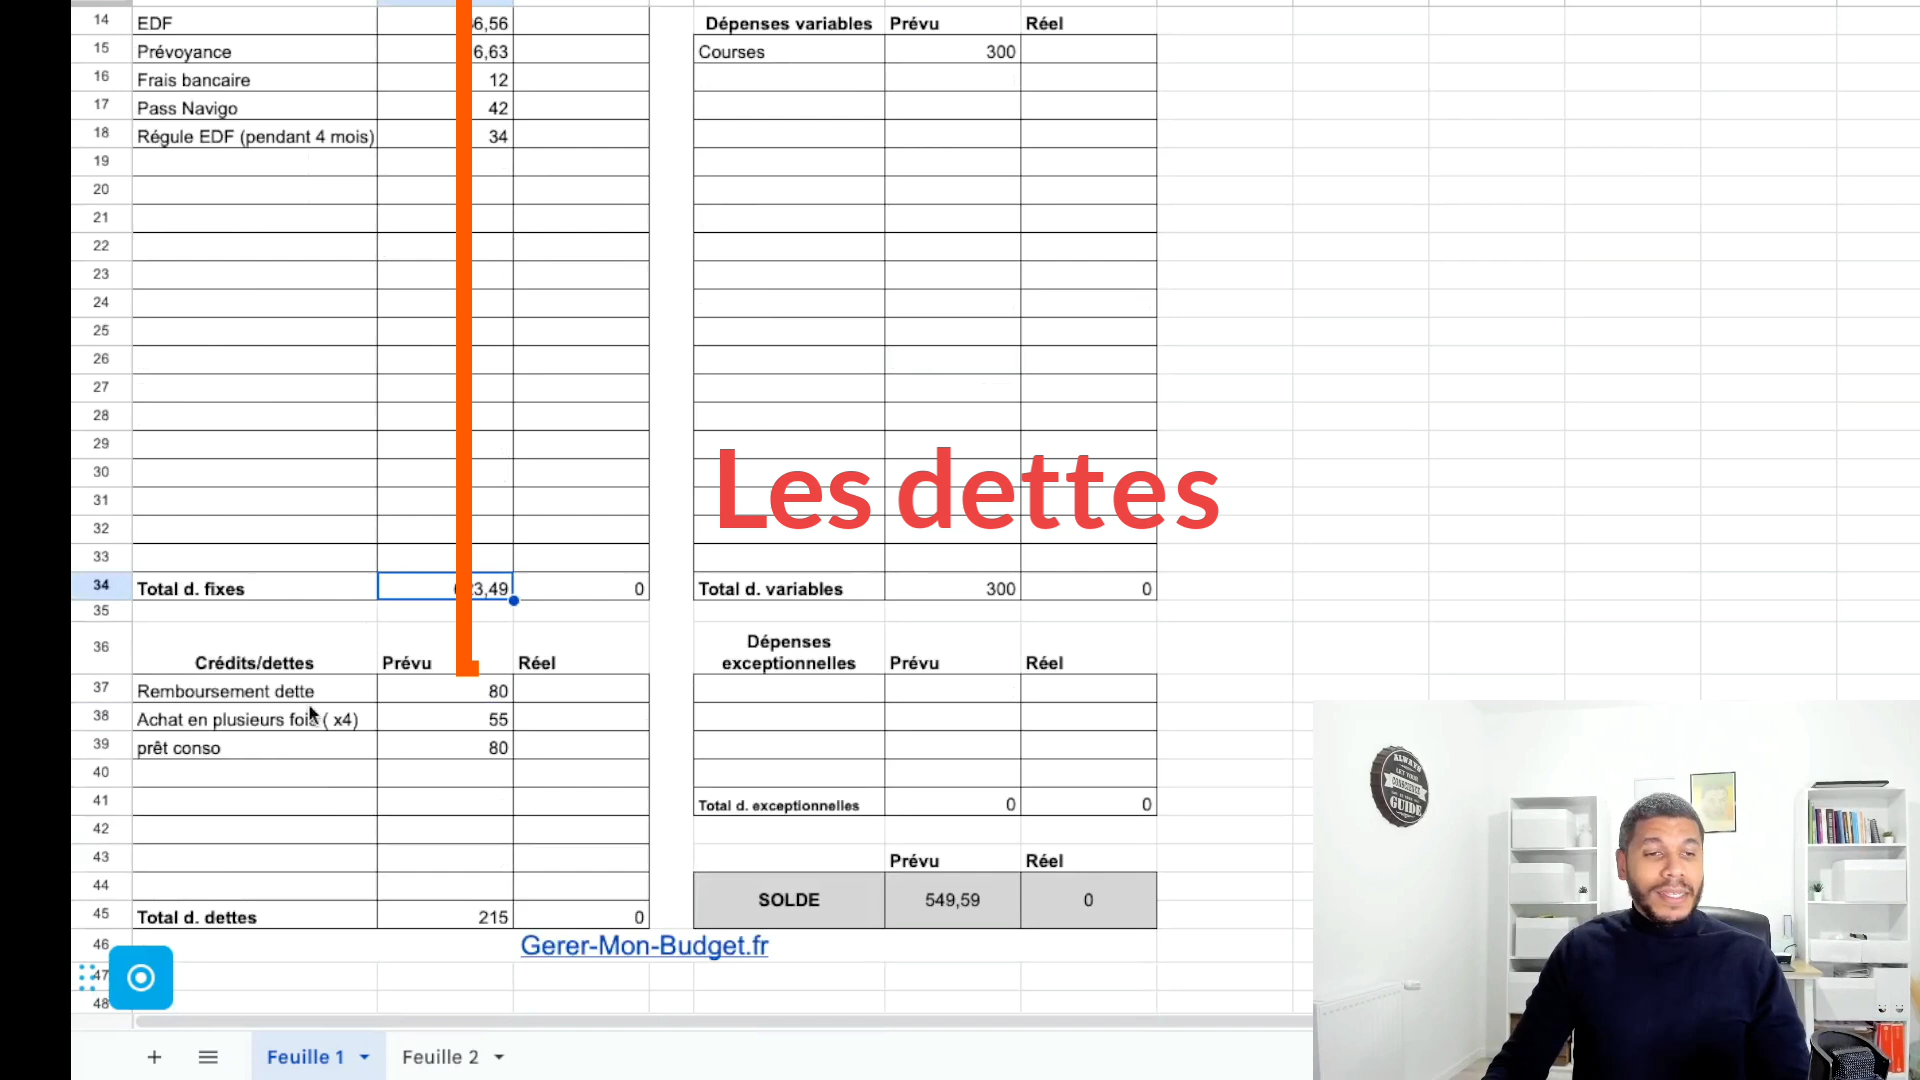 14 EDF 6,56 Dépenses variables Prévu Réel
15 Prévoyance 6,63 Courses 300
16 Frais bancaire 12
17 Pass Navigo 42
18 Régule EDF (pendant 4 mois) 34
19
20
21
22
23
24
25
26
27
28
29
Les dettes
30
31
32
33
34 Total d. fixes 3,49 0 Total d. variables 300 0
35
36 Crédits/dettes Prévu Réel Dépenses exceptionnelles Prévu Réel
37 Remboursement dette 80
38 Achat en plusieurs fois ( x4) 55
39 prêt conso 80
40
41 Total d. exceptionnelles 0 0
42
43 Prévu Réel
44 SOLDE 549,59 0
45 Total d. dettes 215 0
46 Gerer-Mon-Budget.fr
47
48
Feuille 1 Feuille 2
ALWAYS
LET YOUR
CONSCIENCE
GUIDE